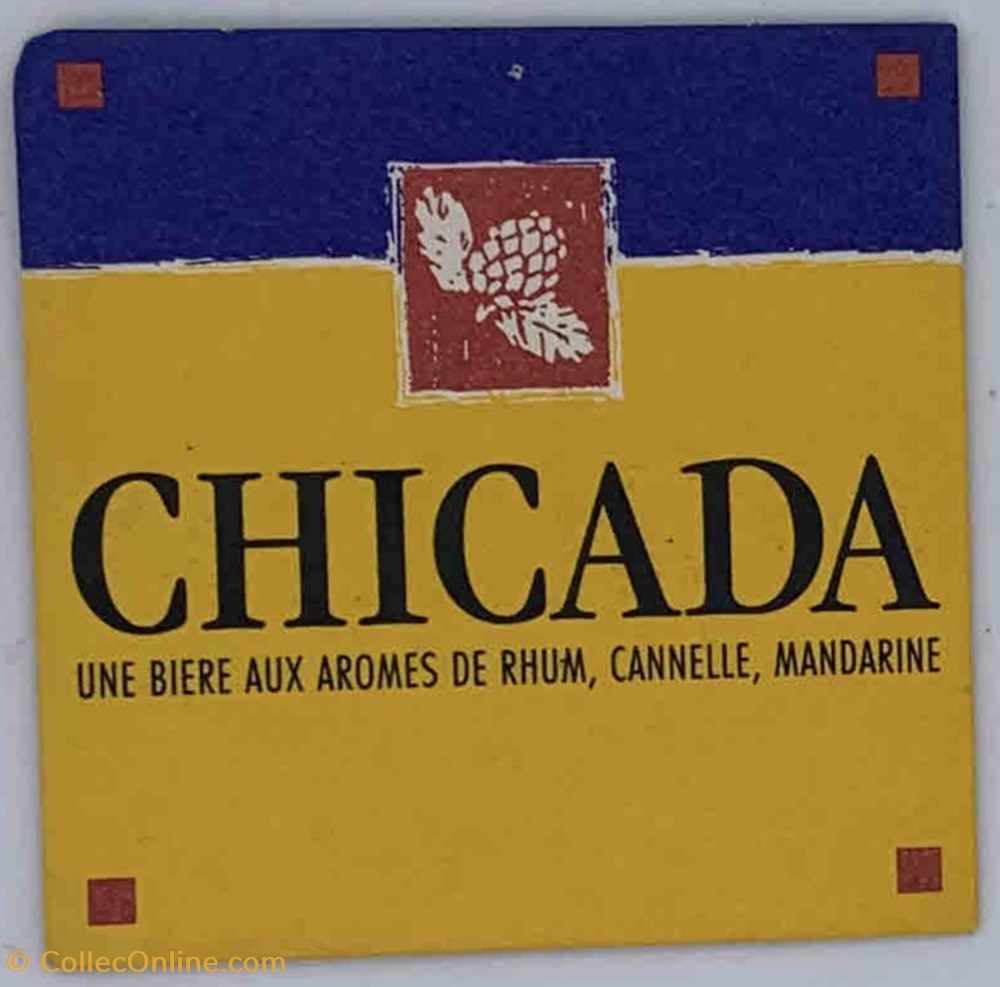 CHICADA
UNE BIERE AUX AROMES DE RHUM, CANNELLE, MANDARINE
© CollecOnline.com